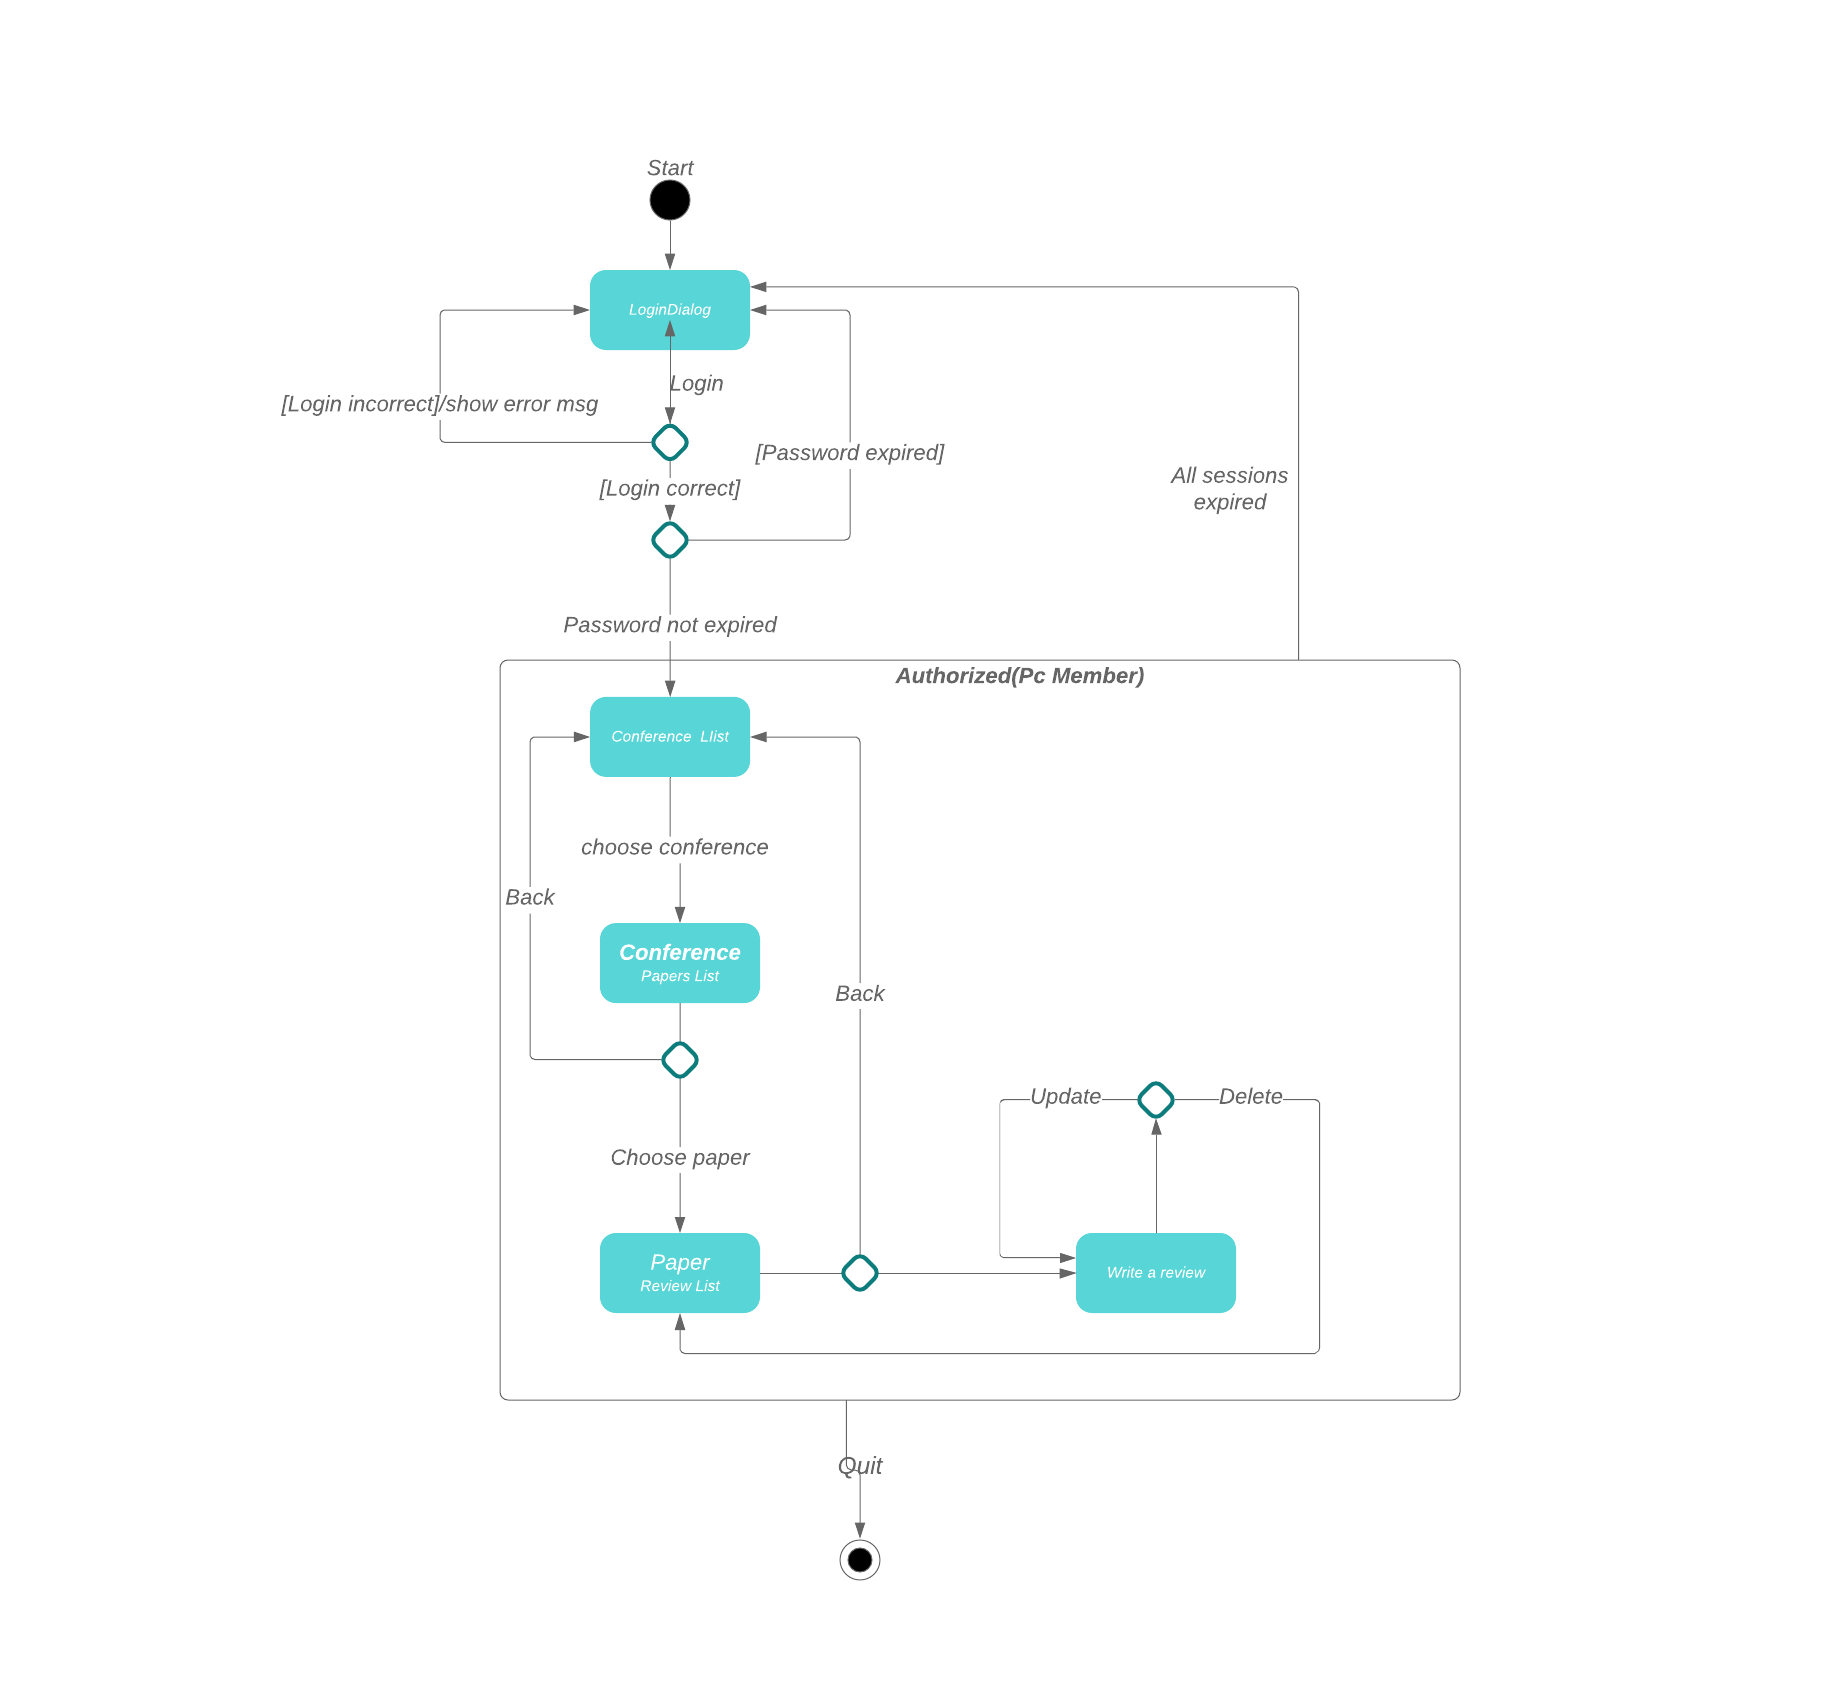 Start
LoginDialog
Login
[Login incorrect]/show error msg
[Password expired]
All sessions
expired
[Login correct]
Password not expired
Authorized(Pc Member)
Conference  LIist
choose conference
Back
Conference
Papers List
Back
Update
Delete
Choose paper
Paper
Review List
Write a review
Quit